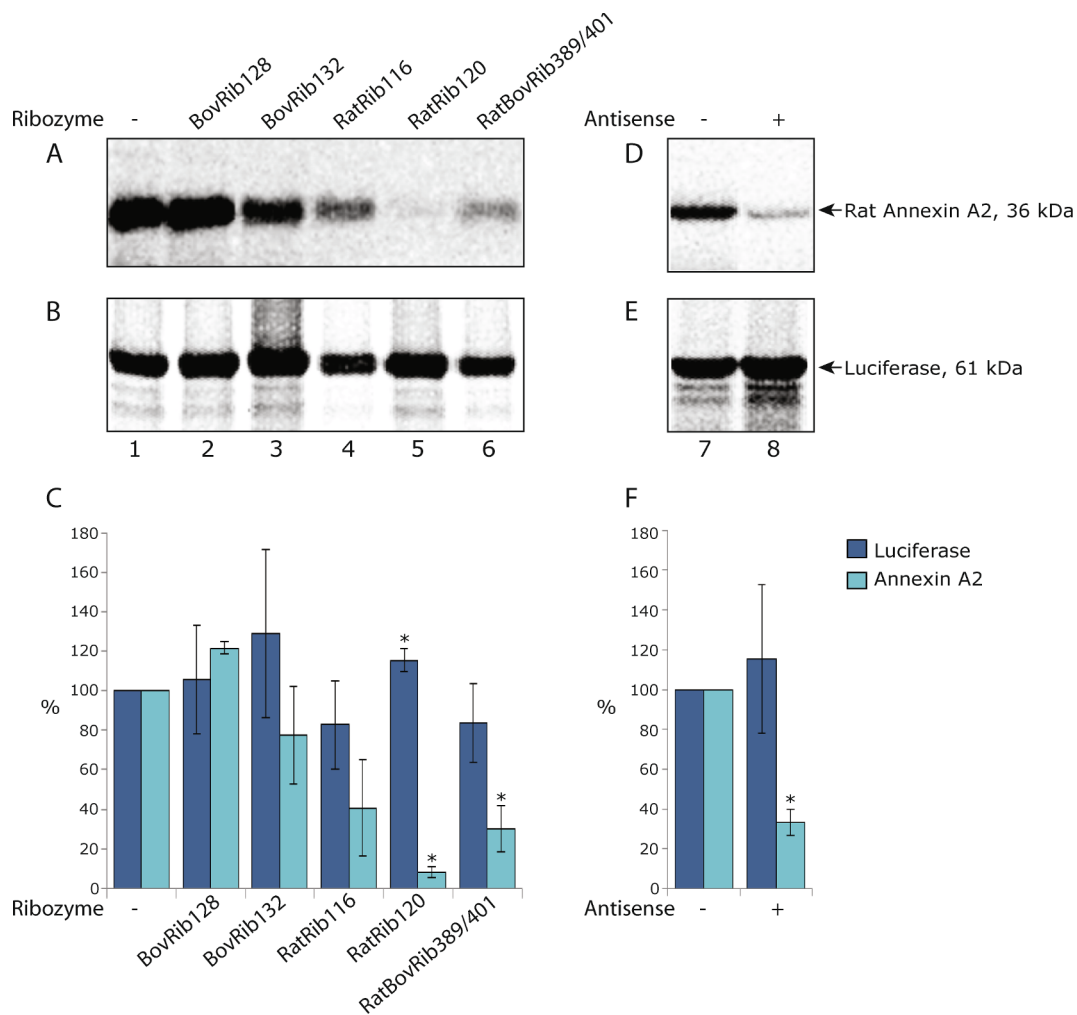 Ribozyme - BovRib128 BovRib132 RatRib116 RatRib120 RatBovRib389/401
Antisense - +
A
D
Rat Annexin A2, 36 kDa
B
E
Luciferase, 61 kDa
1 2 3 4 5 6
7 8
C
180
160
140
120
100
80
60
40
20
0
%
* * *
Ribozyme - BovRib128 BovRib132 RatRib116 RatRib120 RatBovRib389/401
F
180
160
140
120
100
80
60
40
20
0
%
*
Antisense - +
Luciferase
Annexin A2